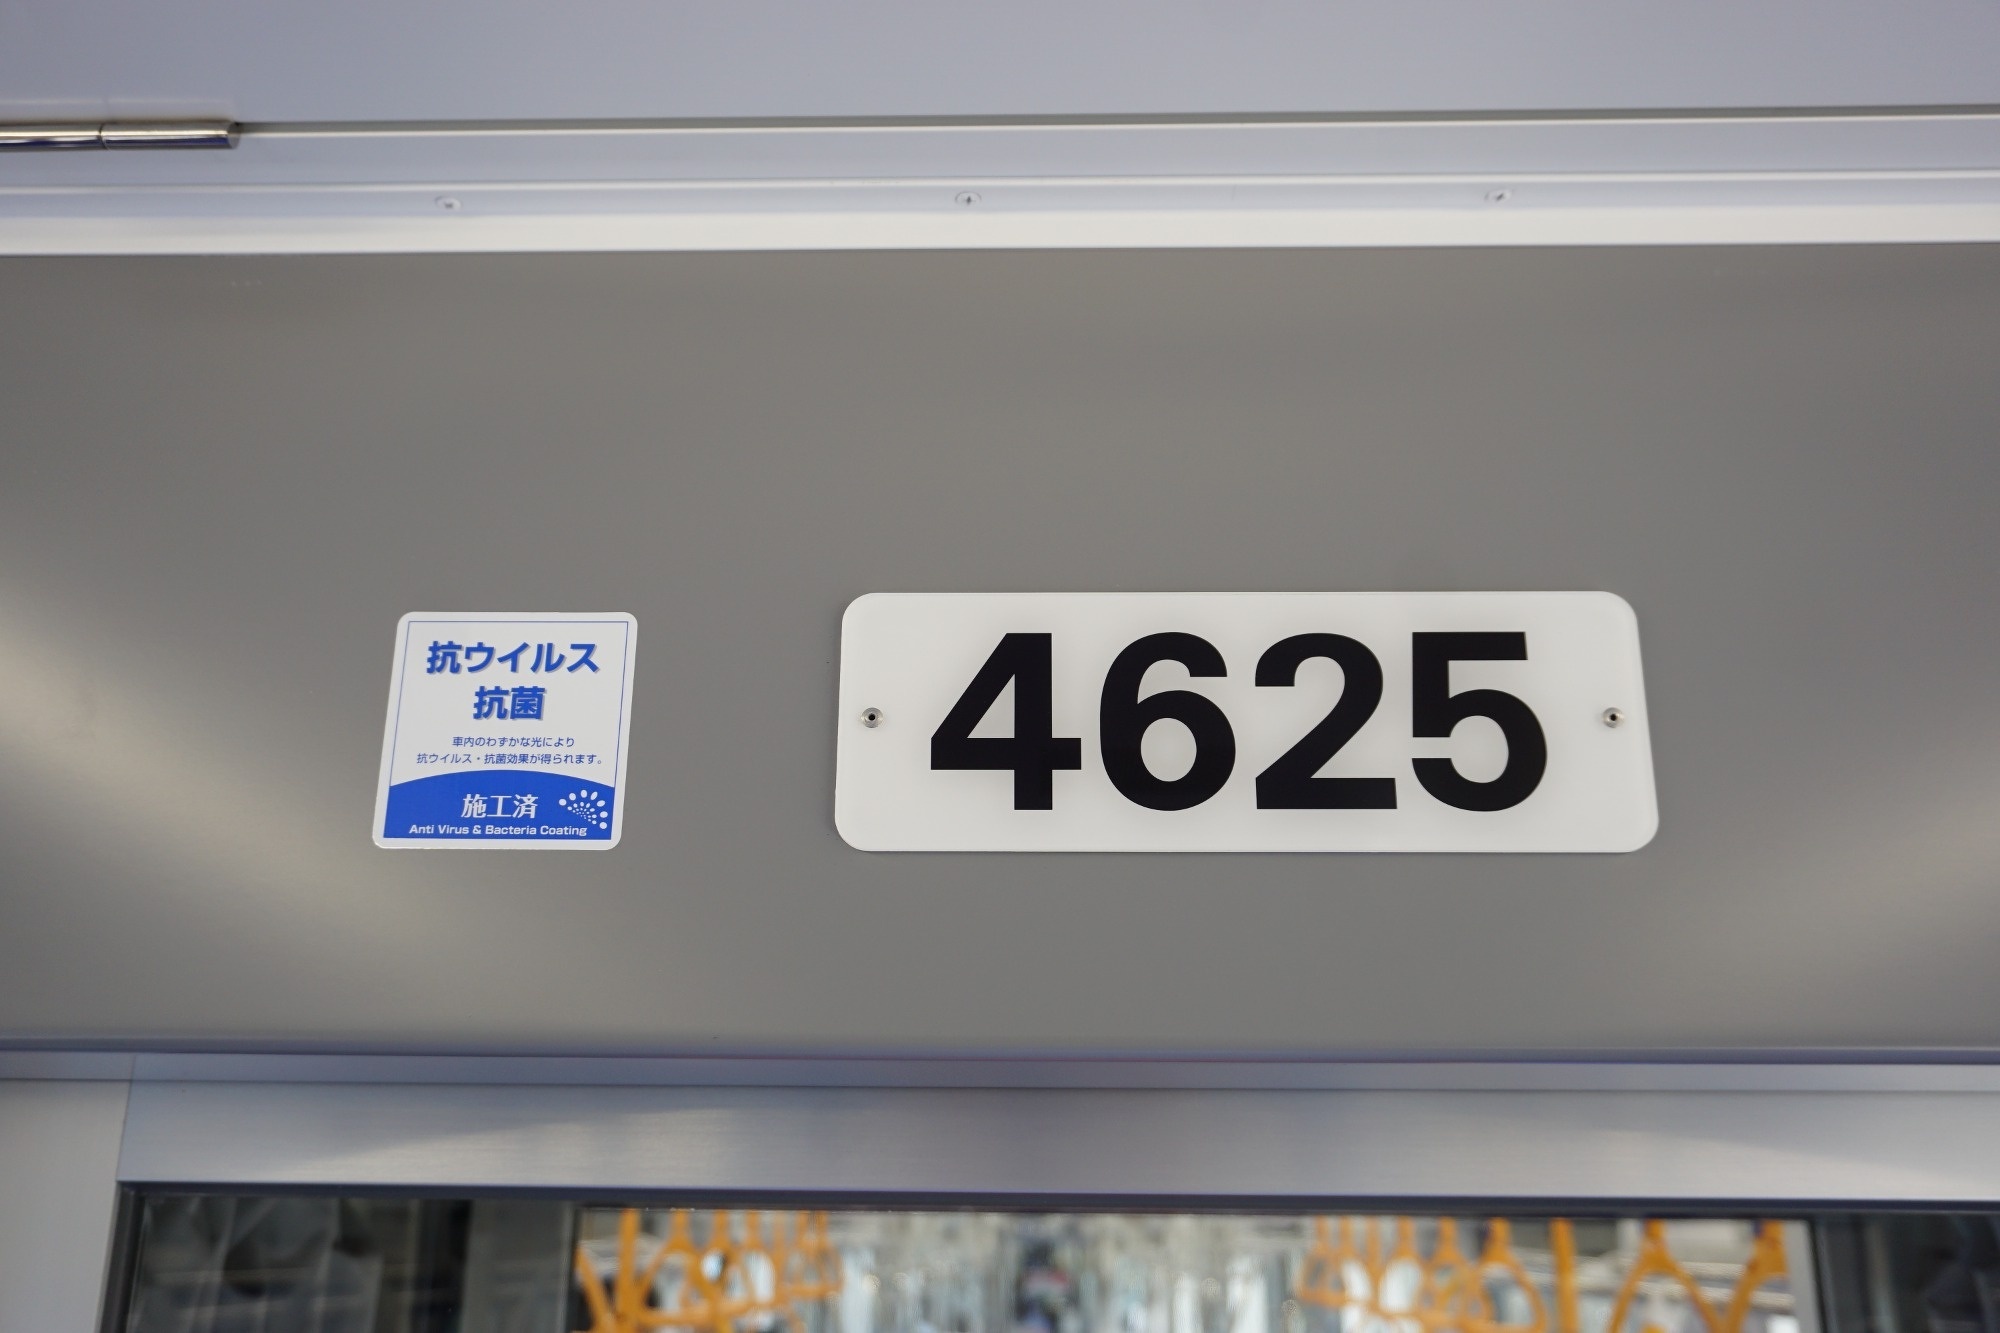 抗ウイルス
抗菌
車内のわずかな光により
抗ウイルス・抗菌効果が得られます。
施工済
Anti Virus & Bacteria Coating
4625